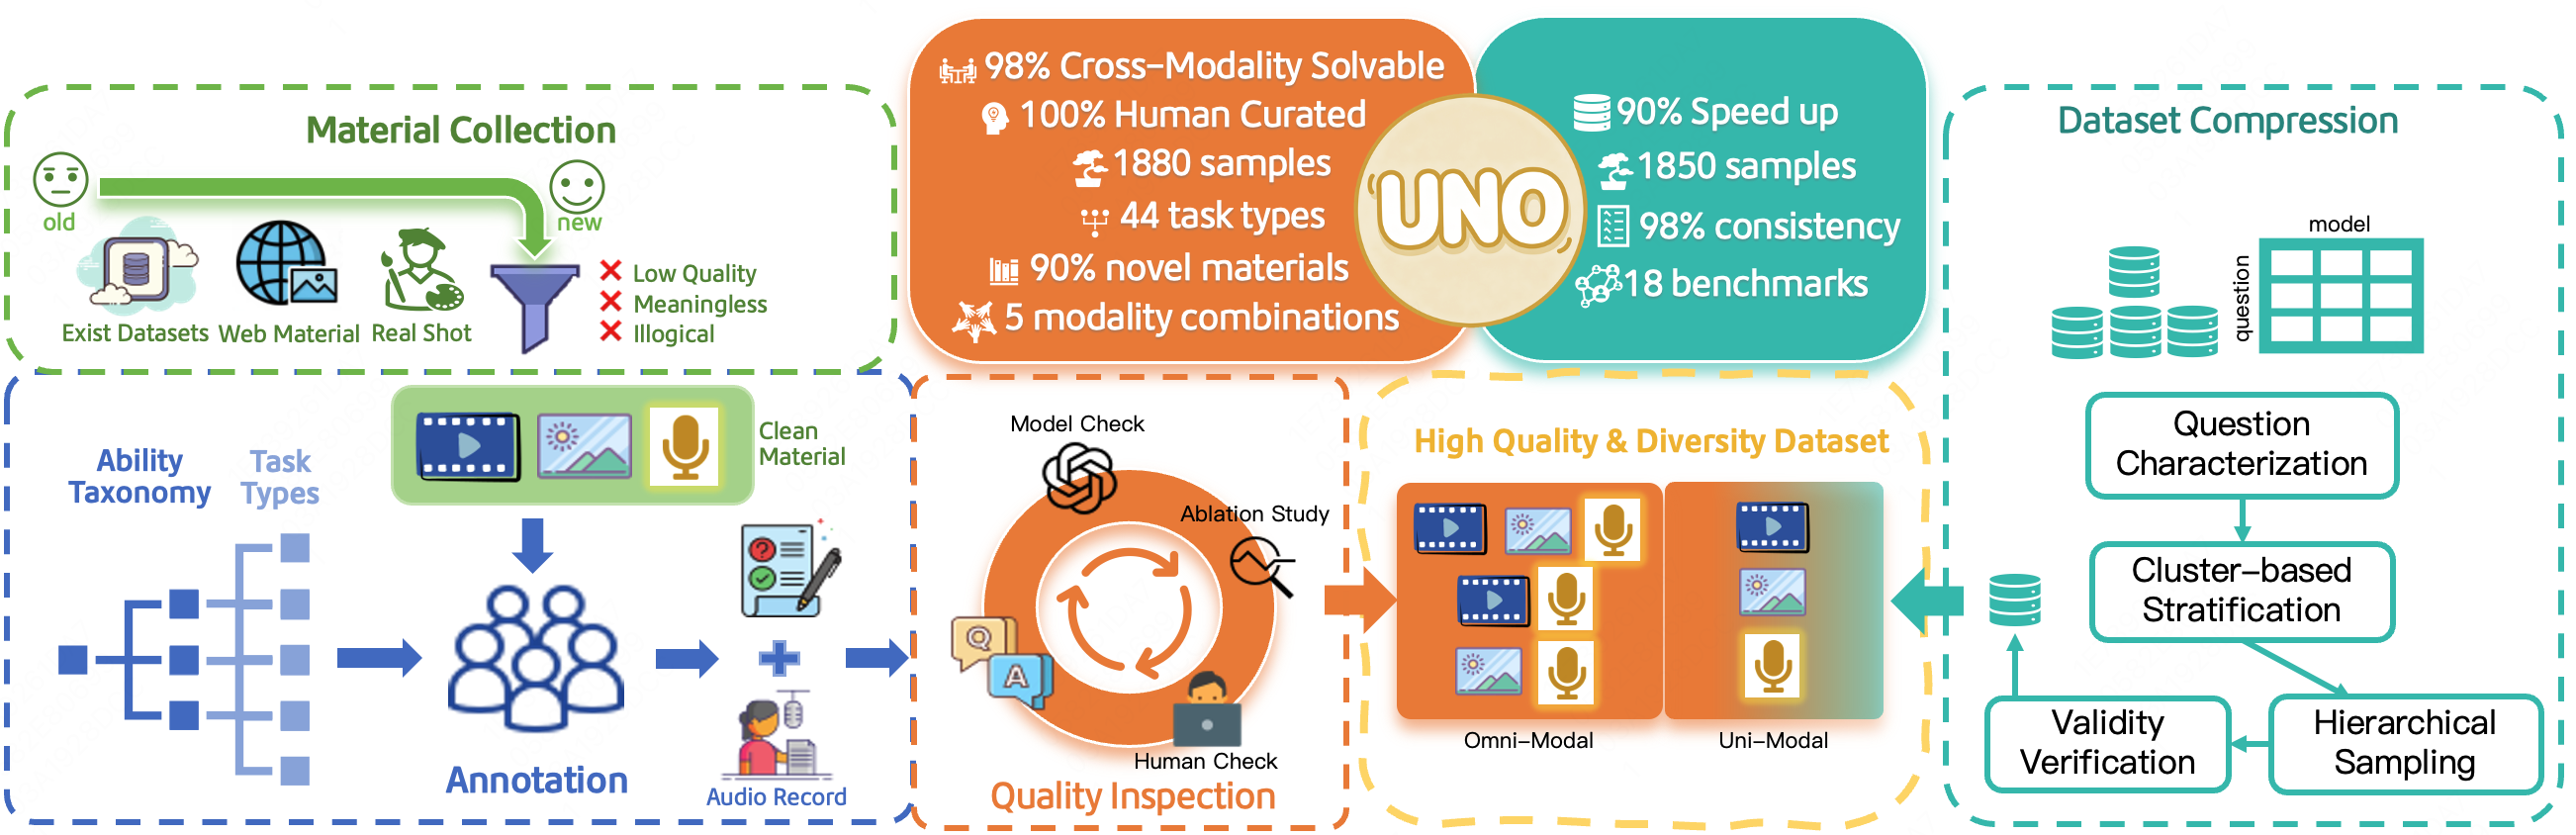 Material Collection
old
new
Exist Datasets
Web Material
Real Shot
Low Quality
Meaningless
Illogical
98% Cross-Modality Solvable
100% Human Curated
1880 samples
44 task types
90% novel materials
5 modality combinations
UNO
90% Speed up
1850 samples
98% consistency
18 benchmarks
Dataset Compression
model
question
Question
Characterization
Cluster-based
Stratification
Hierarchical
Sampling
Validity
Verification
Ability
Taxonomy
Task
Types
Clean
Material
Annotation
Audio Record
Model Check
Ablation Study
Q
A
Human Check
Quality Inspection
High Quality & Diversity Dataset
Omni-Modal
Uni-Modal